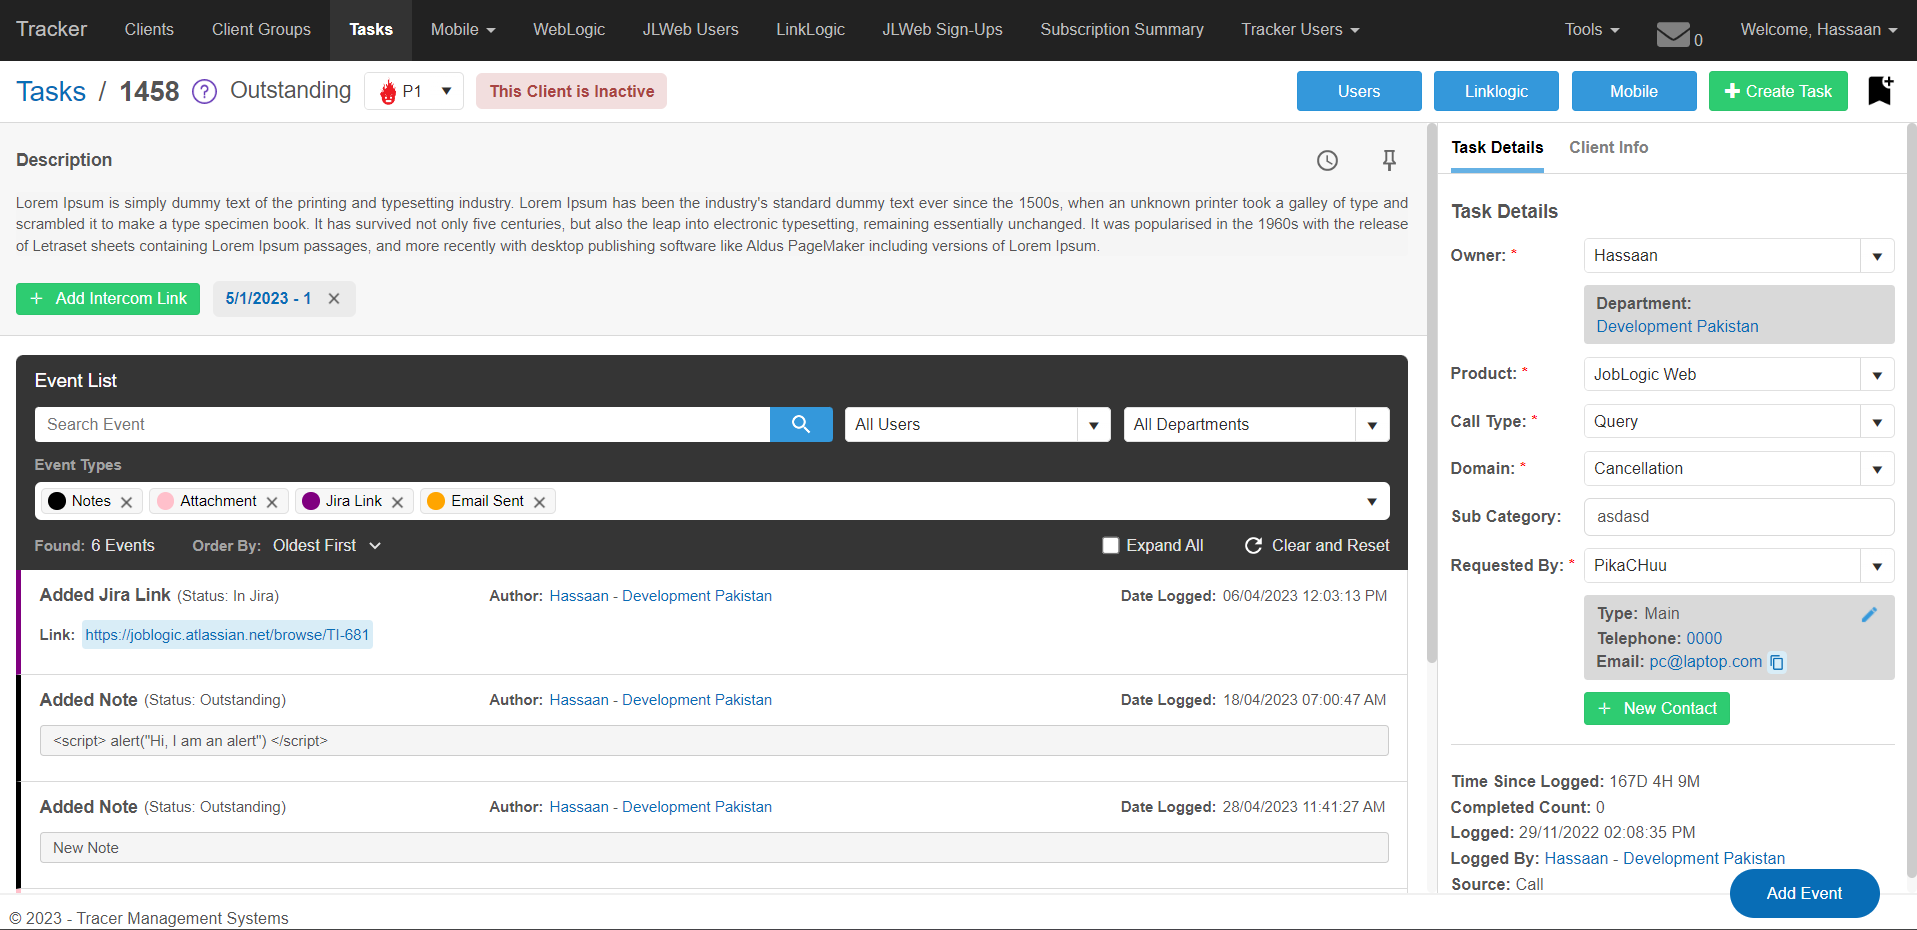 Tracker Clients Client Groups Tasks Mobile WebLogic JLWeb Users LinkLogic JLWeb Sign-Ups Subscription Summary Tracker Users Tools 0 Welcome, Hassaan
Tasks / 1458 ? Outstanding P1 This Client is Inactive Users Linklogic Mobile Create Task
Description
Lorem Ipsum is simply dummy text of the printing and typesetting industry. Lorem Ipsum has been the industry's standard dummy text ever since the 1500s, when an unknown printer took a galley of type and
scrambled it to make a type specimen book. It has survived not only five centuries, but also the leap into electronic typesetting, remaining essentially unchanged. It was popularised in the 1960s with the release
of Letraset sheets containing Lorem Ipsum passages, and more recently with desktop publishing software like Aldus PageMaker including versions of Lorem Ipsum.
Add Intercom Link 5/1/2023 - 1
Event List
Search Event All Users All Departments
Event Types
Notes Attachment Jira Link Email Sent
Found: 6 Events Order By: Oldest First Expand All Clear and Reset
Added Jira Link (Status: In Jira) Author: Hassaan - Development Pakistan Date Logged: 06/04/2023 12:03:13 PM
Link: https://joblogic.atlassian.net/browse/TI-681
Added Note (Status: Outstanding) Author: Hassaan - Development Pakistan Date Logged: 18/04/2023 07:00:47 AM
<script> alert("Hi, I am an alert") </script>
Added Note (Status: Outstanding) Author: Hassaan - Development Pakistan Date Logged: 28/04/2023 11:41:27 AM
New Note
Task Details Client Info
Task Details
Owner: * Hassaan
Department:
Development Pakistan
Product: * JobLogic Web
Call Type: * Query
Domain: * Cancellation
Sub Category: asdasd
Requested By: * PikaCHuu
Type: Main
Telephone: 0000
Email: pc@laptop.com
New Contact
Time Since Logged: 167D 4H 9M
Completed Count: 0
Logged: 29/11/2022 02:08:35 PM
Logged By: Hassaan - Development Pakistan
Source: Call
Add Event
© 2023 - Tracer Management Systems